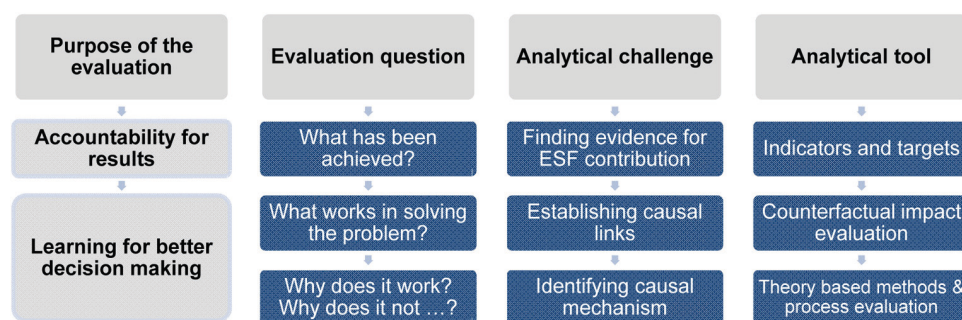 Purpose of the
evaluation
Accountability for
results
Learning for better
decision making
Evaluation question
What has been
achieved?
What works in solving
the problem?
Why does it work?
Why does it not ...?
Analytical challenge
Finding evidence for
ESF contribution
Establishing causal
links
Identifying causal
mechanism
Analytical tool
Indicators and targets
Counterfactual impact
evaluation
Theory based methods &
process evaluation